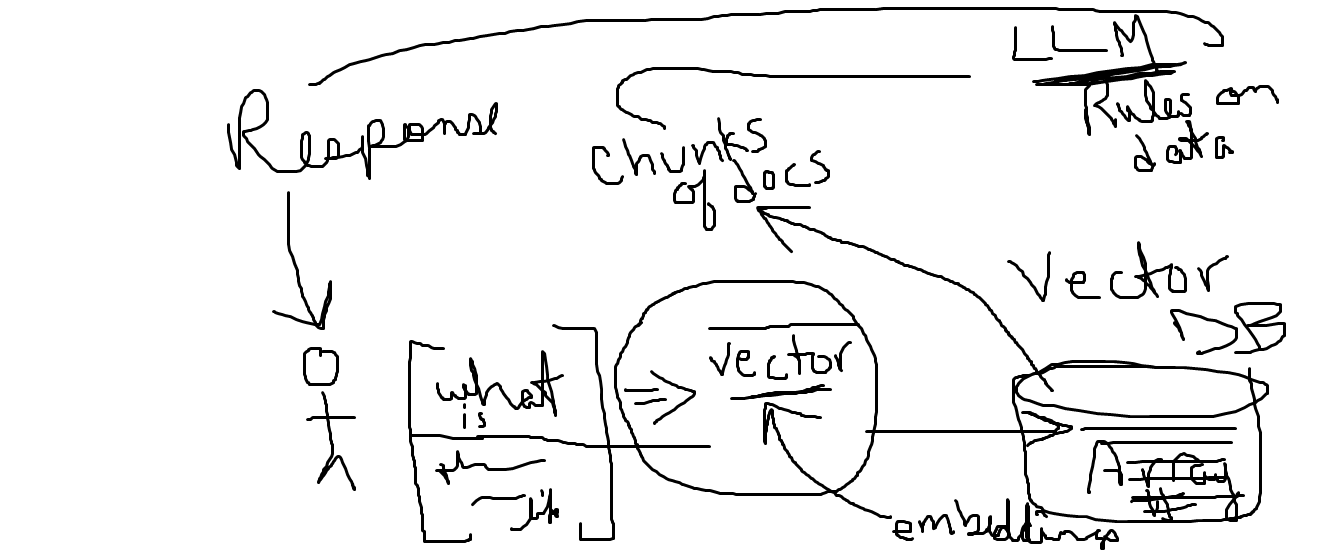 LLM
Rules on
data
Response
Chunks
of docs
Vector
DB
what
is
vector
Array
embeddings